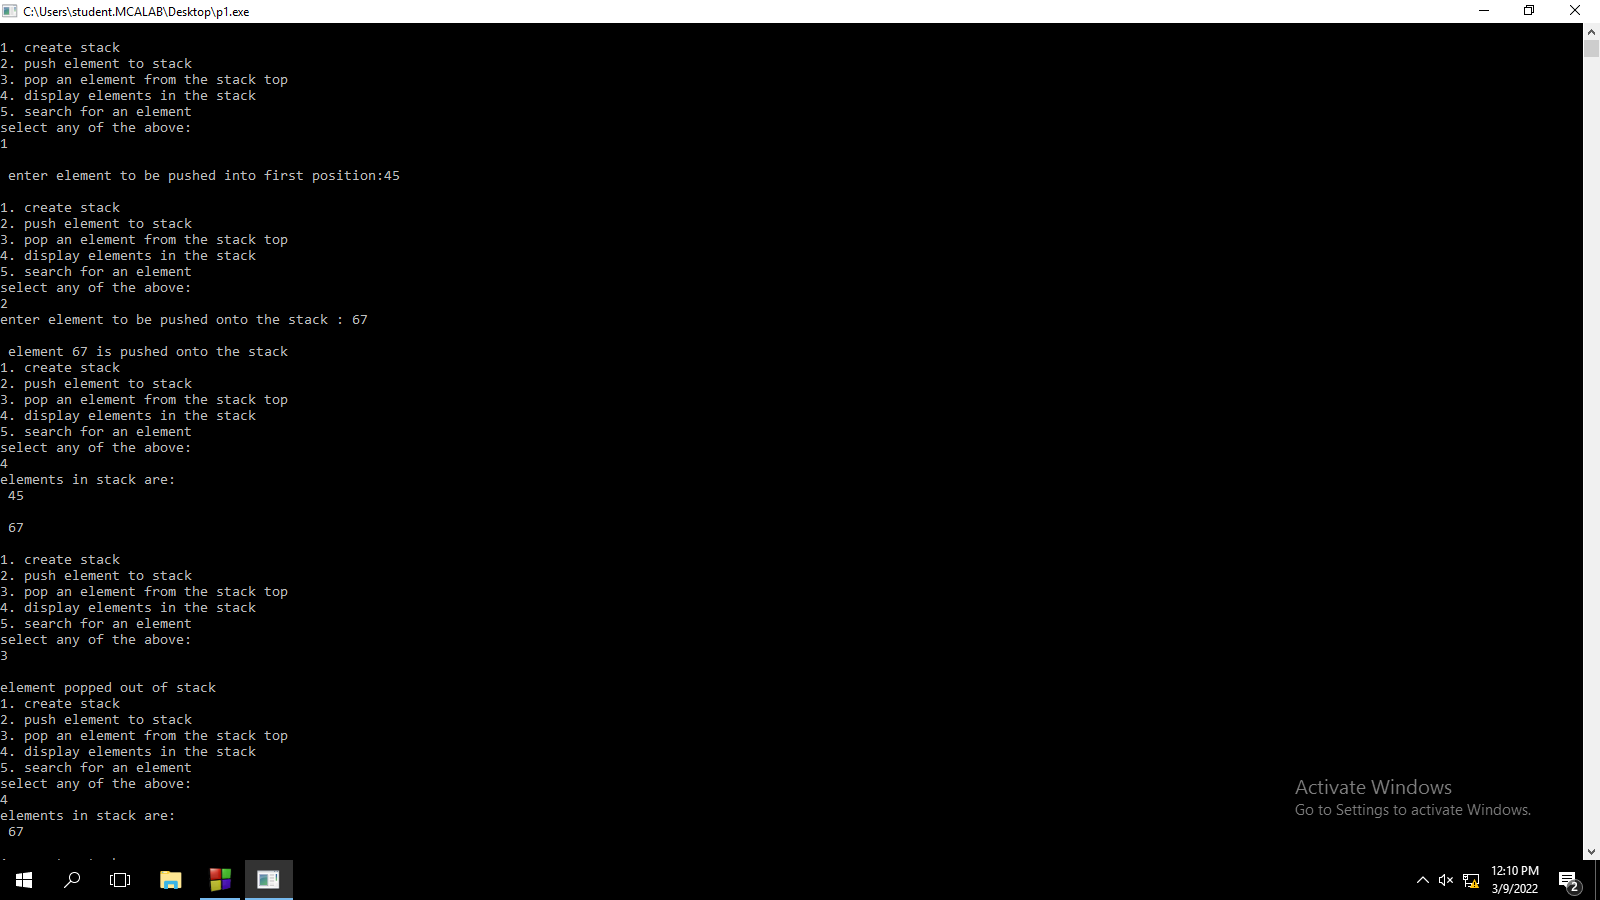 C:\Users\student.MCALAB\Desktop\p1.exe
1. create stack
2. push element to stack
3. pop an element from the stack top
4. display elements in the stack
5. search for an element
select any of the above:
1
enter element to be pushed into first position:45
1. create stack
2. push element to stack
3. pop an element from the stack top
4. display elements in the stack
5. search for an element
select any of the above:
2
enter element to be pushed onto the stack : 67
element 67 is pushed onto the stack
1. create stack
2. push element to stack
3. pop an element from the stack top
4. display elements in the stack
5. search for an element
select any of the above:
4
elements in stack are:
45
67
1. create stack
2. push element to stack
3. pop an element from the stack top
4. display elements in the stack
5. search for an element
select any of the above:
3
element popped out of stack
1. create stack
2. push element to stack
3. pop an element from the stack top
4. display elements in the stack
5. search for an element
select any of the above:
4
elements in stack are:
67
Activate Windows
Go to Settings to activate Windows.
12:10 PM
3/9/2022
2